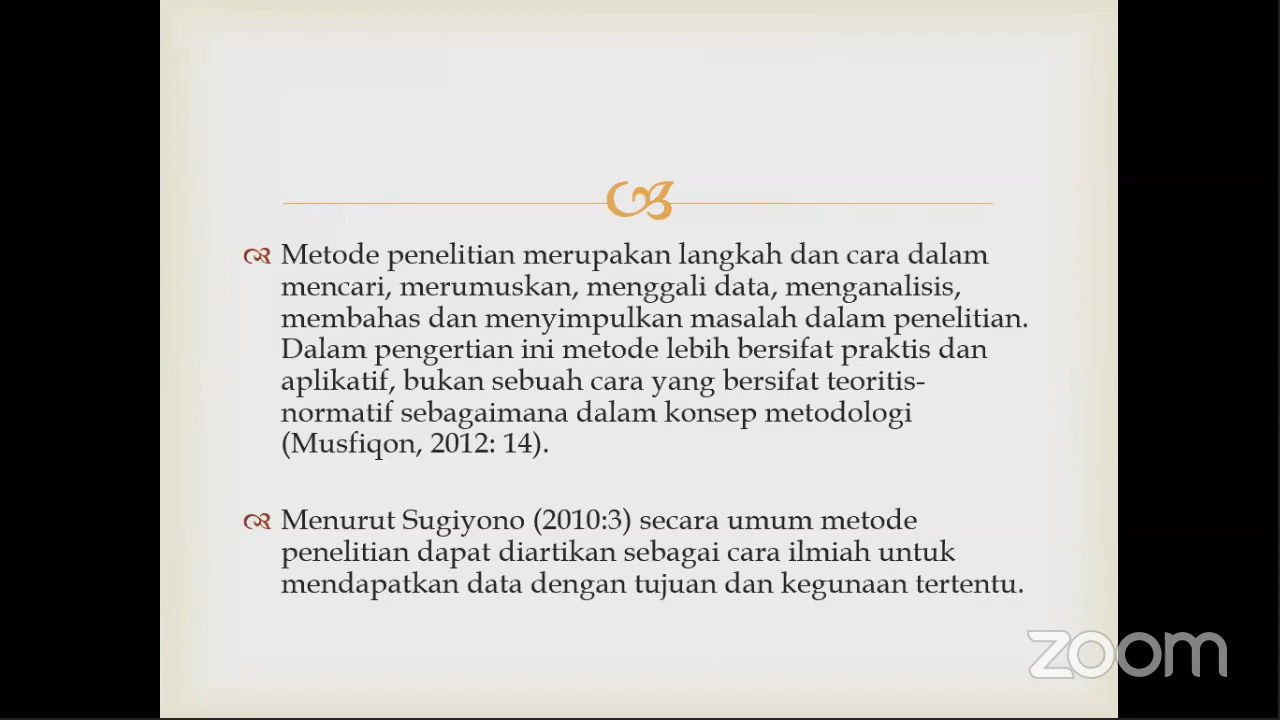 Metode penelitian merupakan langkah dan cara dalam
mencari, merumuskan, menggali data, menganalisis,
membahas dan menyimpulkan masalah dalam penelitian.
Dalam pengertian ini metode lebih bersifat praktis dan
aplikatif, bukan sebuah cara yang bersifat teoritis-
normatif sebagaimana dalam konsep metodologi
(Musfiqon, 2012: 14).
Menurut Sugiyono (2010:3) secara umum metode
penelitian dapat diartikan sebagai cara ilmiah untuk
mendapatkan data dengan tujuan dan kegunaan tertentu.
zoom